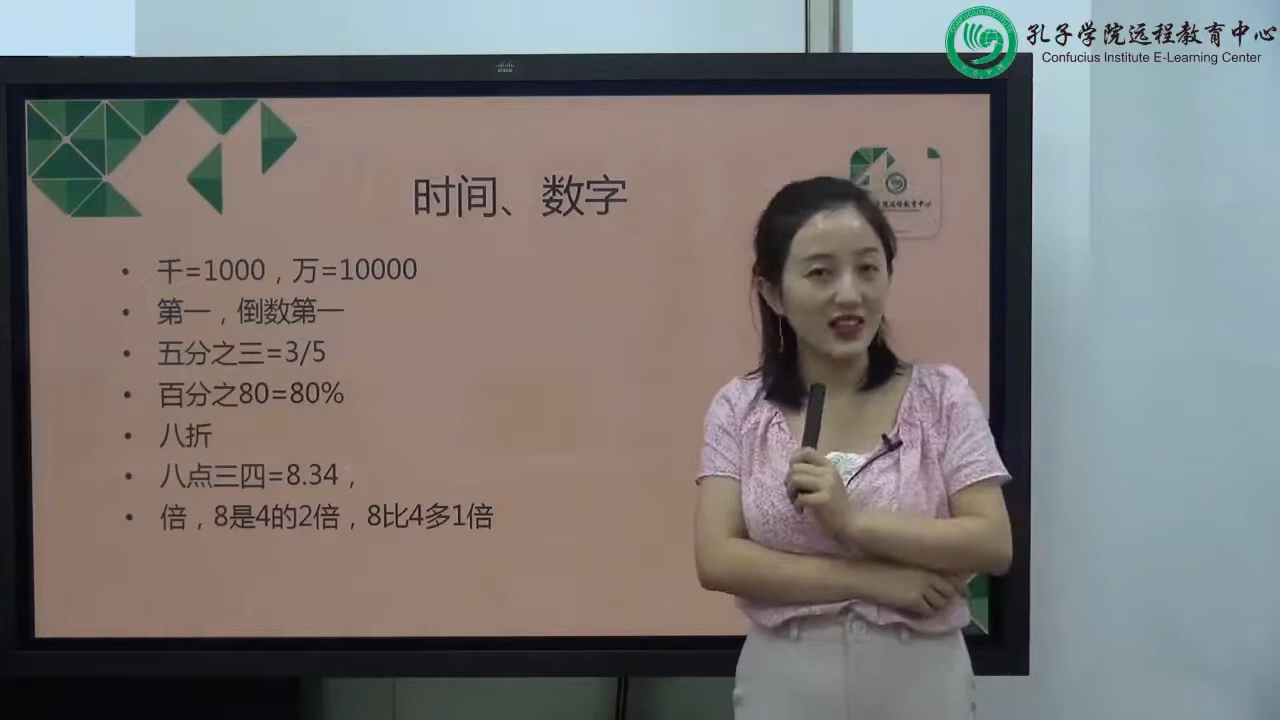 孔子学院远程教育中心
Confucius Institute E-Learning Center
时间、数字
• 千=1000，万=10000
• 第一，倒数第一
• 五分之三=3/5
• 百分之80=80%
• 八折
• 八点三四=8.34，
• 倍，8是4的2倍，8比4多1倍